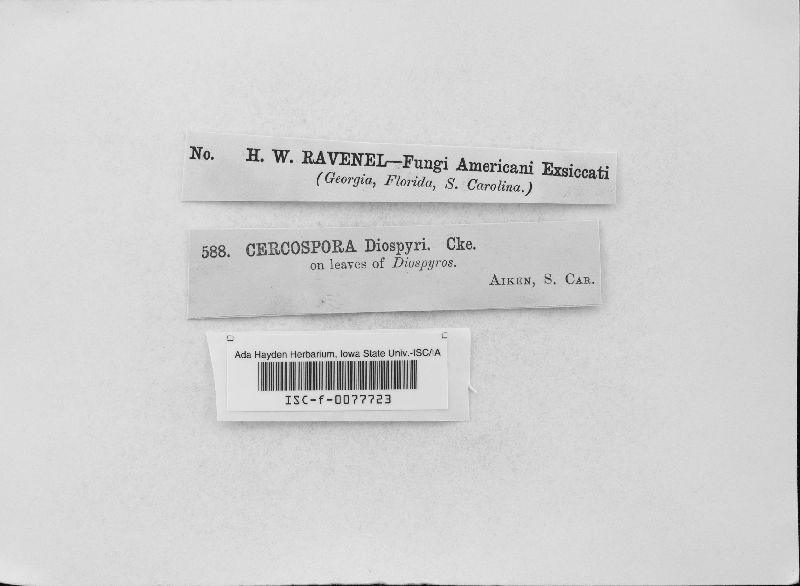 No. H. W. RAVENEL—Fungi Americani Exsiccati
(Georgia, Florida, S. Carolina.)
588. CERCOSPORA Diospyri. Cke.
on leaves of Diospyros.
AIKEN, S. CAR.
Ada Hayden Herbarium, Iowa State Univ.-ISC/IA
ISC-f-0077723